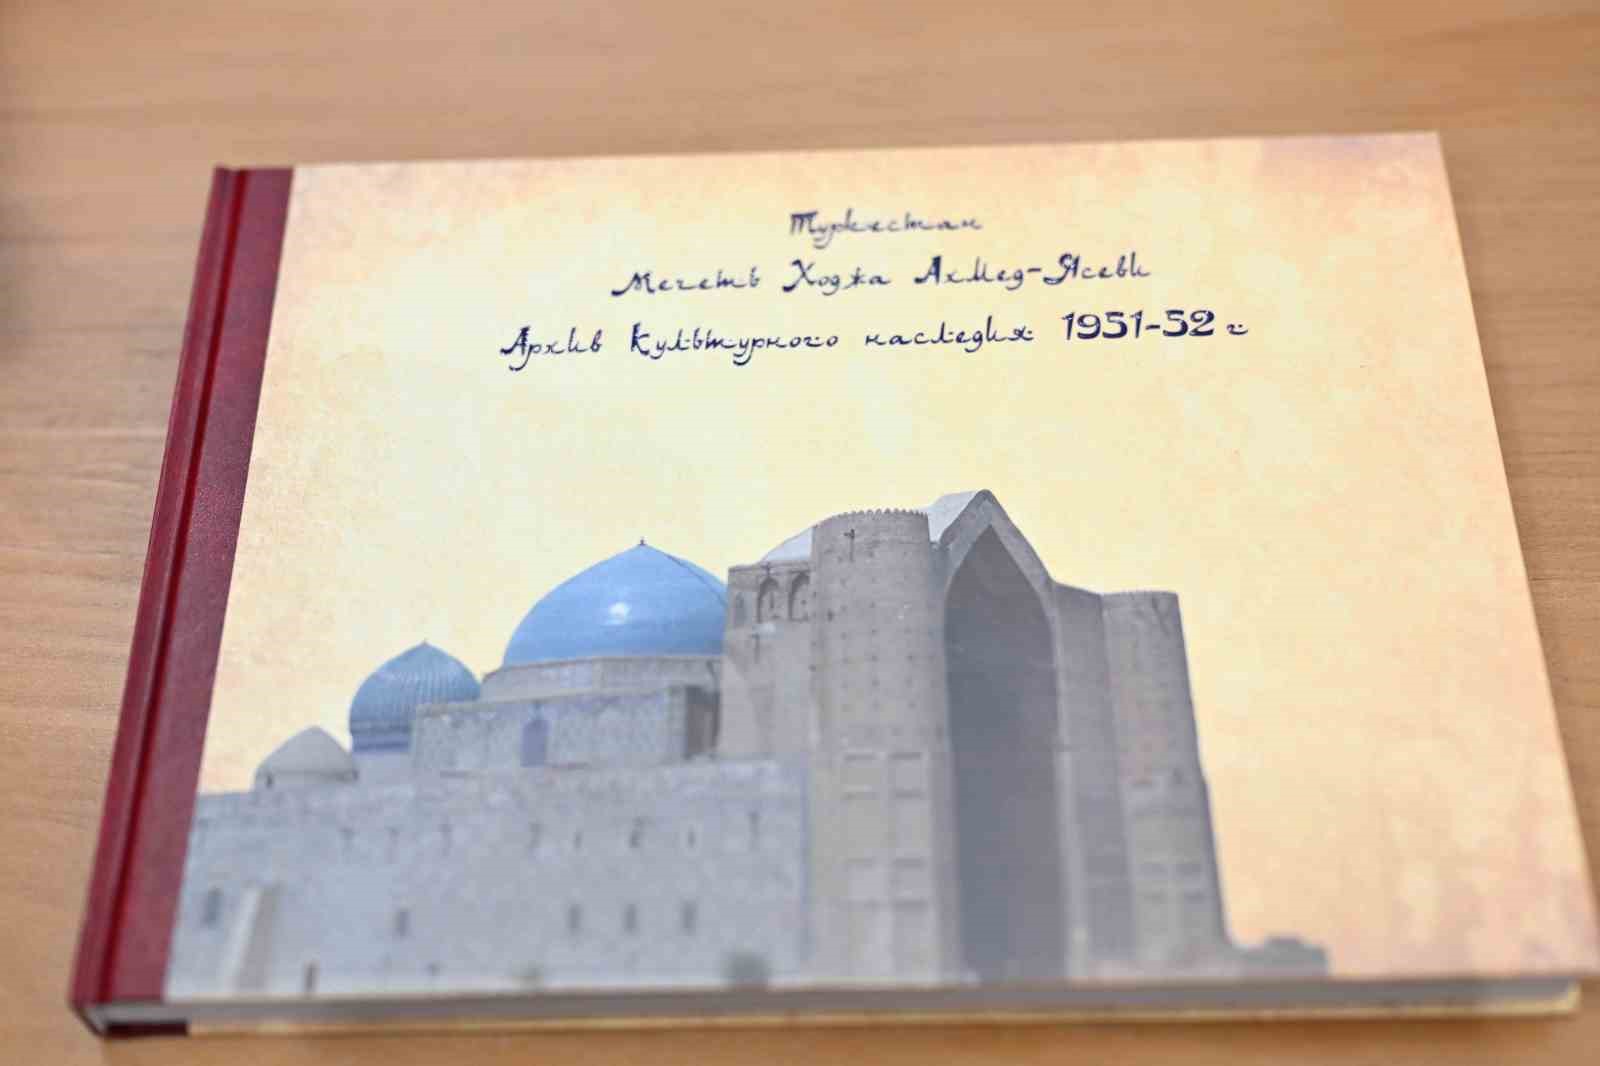 Туркестан
Мечеть Ходжа Ахмед-Ясеви
Архив Культурного наследия 1951-52 г